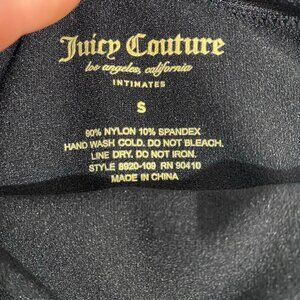 Juicy Couture
los angeles, california
INTIMATES
S
90% NYLON 10% SPANDEX
HAND WASH COLD. DO NOT BLEACH.
LINE DRY. DO NOT IRON.
STYLE 8920-109 RN 90410
MADE IN CHINA